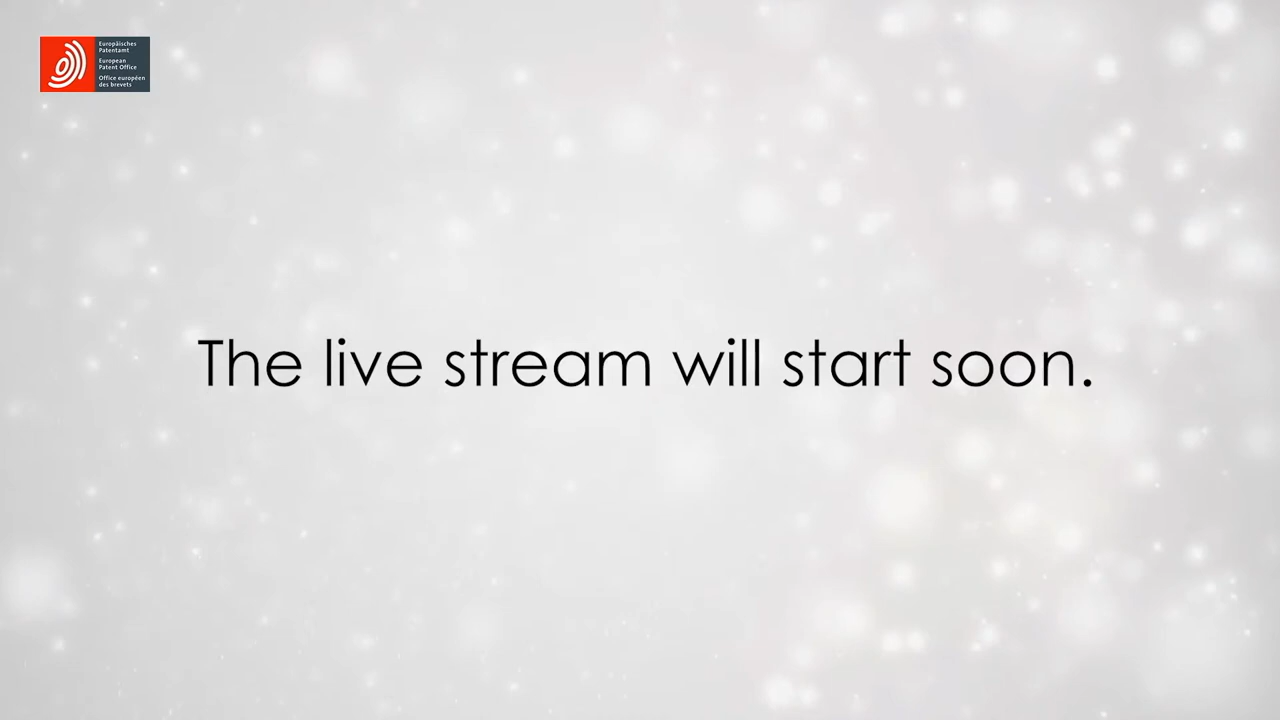 Europäisches
Patentamt
European
Patent Office
Office européen
des brevets
The live stream will start soon.